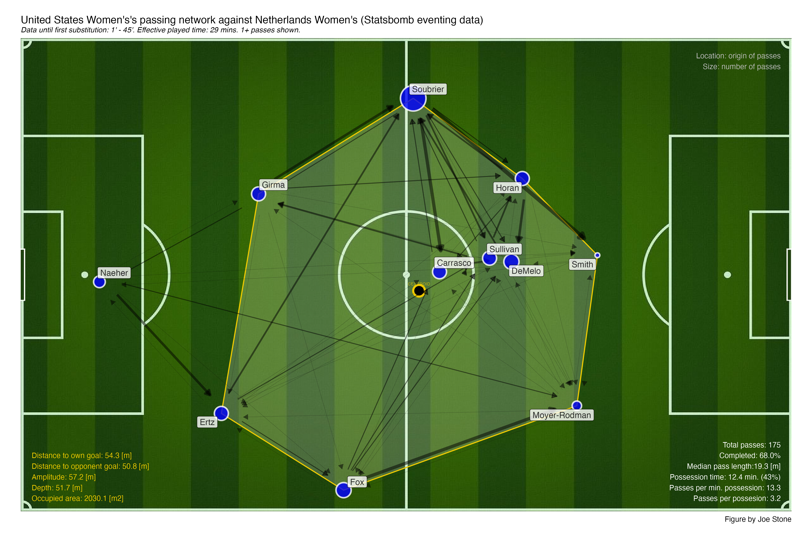 United States Women's's passing network against Netherlands Women's (Statsbomb eventing data)
Data until first substitution: 1' - 45'. Effective played time: 29 mins. 1+ passes shown.
Location: origin of passes
Size: number of passes
Soubrier
Girma
Horan
Sullivan
Carrasco
Smith
DeMelo
Naeher
Moyer-Rodman
Ertz
Fox
Distance to own goal: 54.3 [m]
Distance to opponent goal: 50.8 [m]
Amplitude: 57.2 [m]
Depth: 51.7 [m]
Occupied area: 2030.1 [m2]
Total passes: 175
Completed: 68.0%
Median pass length:19.3 [m]
Possession time: 12.4 min. (43%)
Passes per min. possession: 13.3
Passes per possesion: 3.2
Figure by Joe Stone